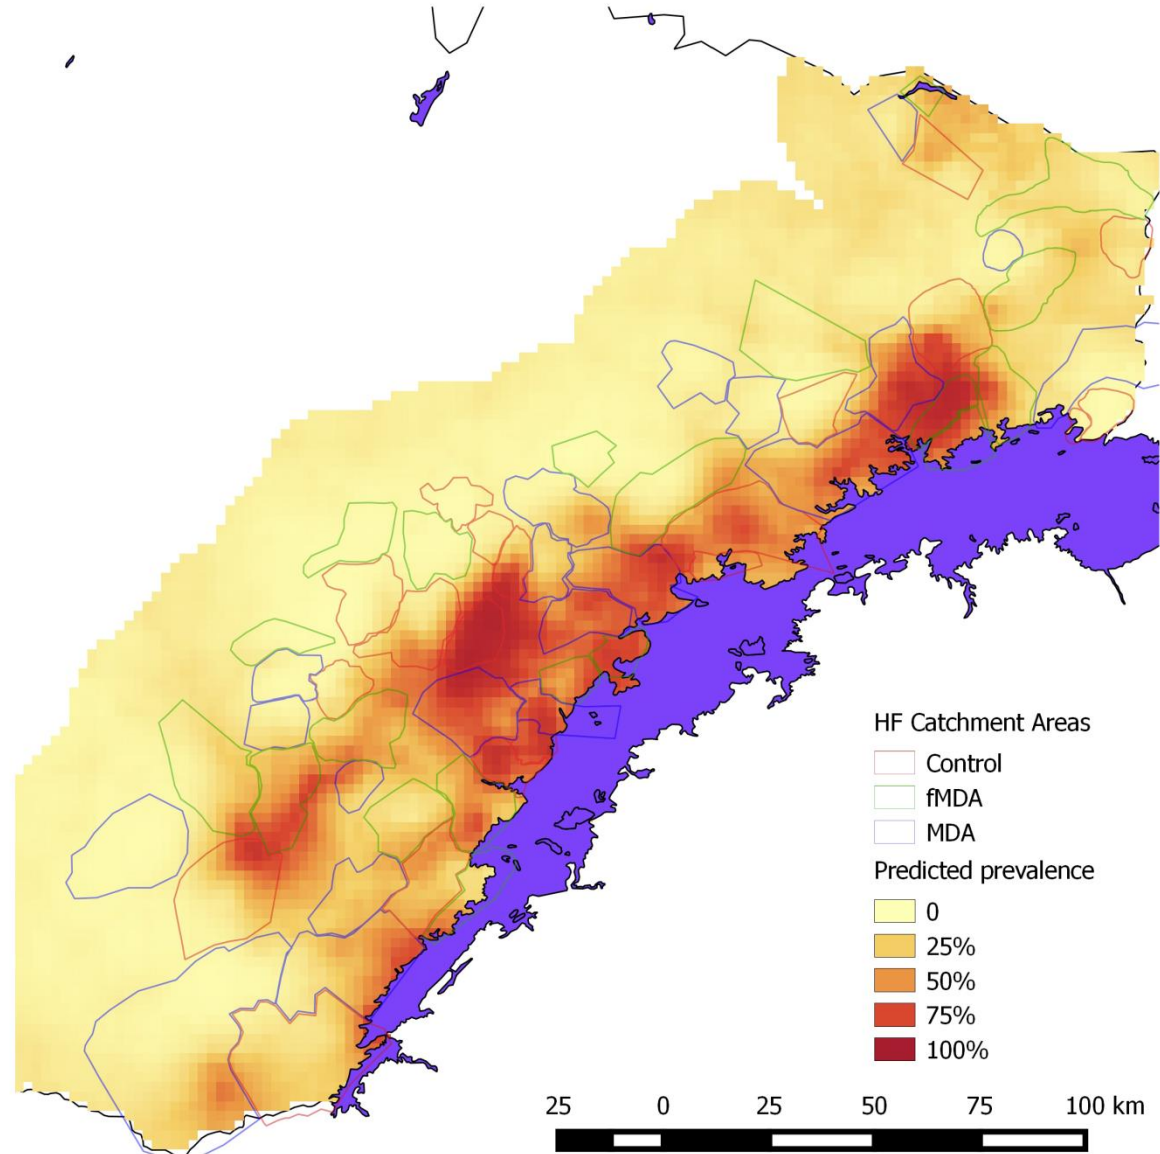 HF Catchment Areas
Control
fMDA
MDA
Predicted prevalence
0
25%
50%
75%
100%
25 0 25 50 75 100 km